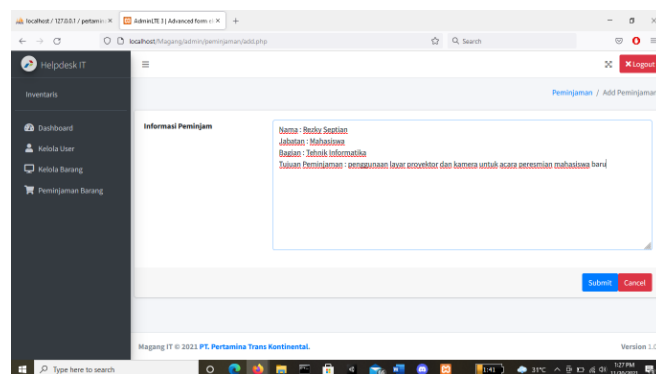 localhost / 127.0.0.1 / pertamin
AdminLTE 3 | Advanced form el
localhost/Magang/admin/peminjaman/add.php
Search
Helpdesk IT
Logout
Inventaris
Peminjaman / Add Peminjaman
Dashboard
Kelola User
Kelola Barang
Peminjaman Barang
Informasi Peminjam
Nama : Rezky Septian
Jabatan : Mahasiswa
Bagian : Tehnik Informatika
Tujuan Peminjaman : penggunaan layar proyektor dan kamera untuk acara peresmian mahasiswa baru
Submit
Cancel
Magang IT © 2021 PT. Pertamina Trans Kontinental.
Version 1.0
Type here to search
1:41
31°C
1:27 PM